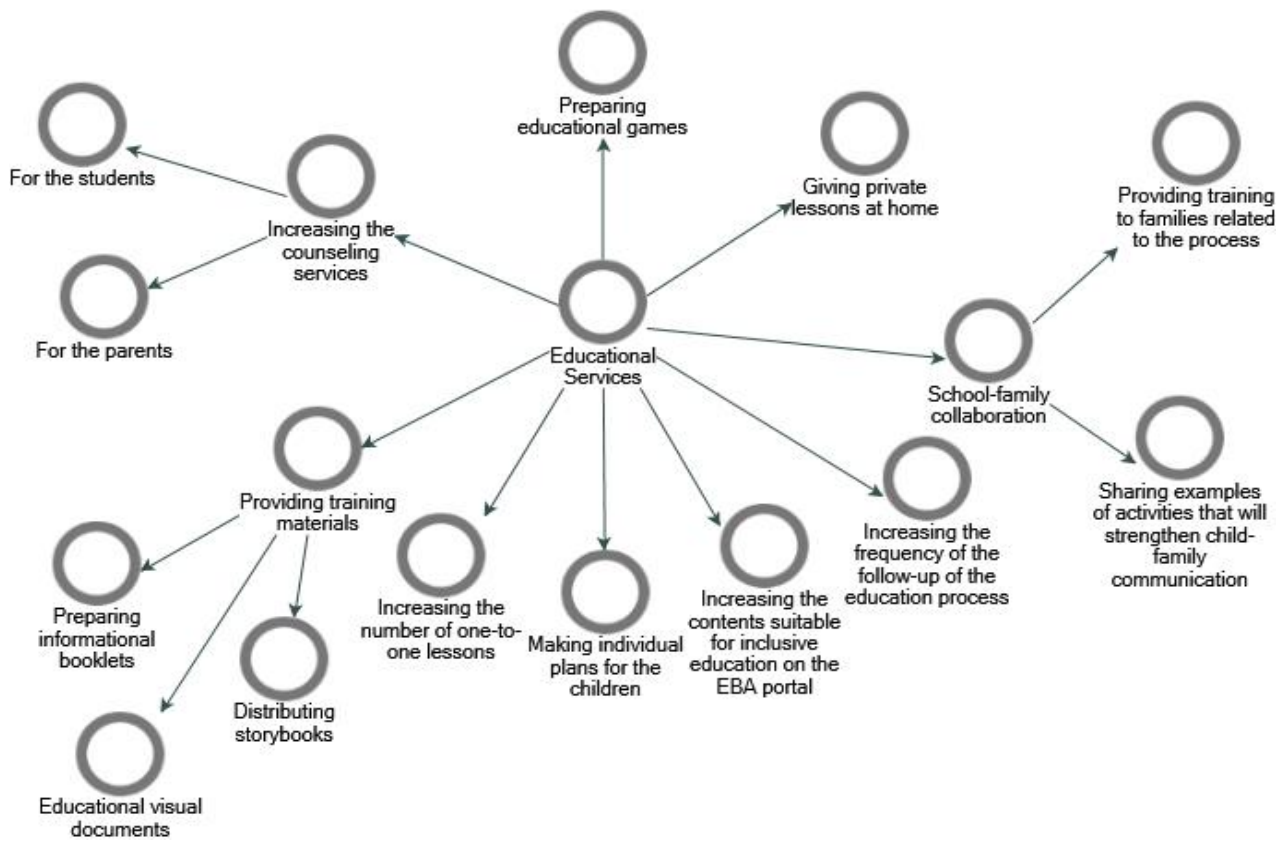 Preparing
educational games
Giving private
lessons at home
For the students
Providing training
to families related
to the process
Increasing the
counseling
services
For the parents
Educational
Services
School-family
collaboration
Providing training
materials
Sharing examples
of activities that will
strengthen child-
family
communication
Increasing the
frequency of the
follow-up of the
education process
Preparing
informational
booklets
Increasing the
number of one-to-
one lessons
Making individual
plans for the
children
Increasing the
contents suitable
for inclusive
education on the
EBA portal
Distributing
storybooks
Educational visual
documents